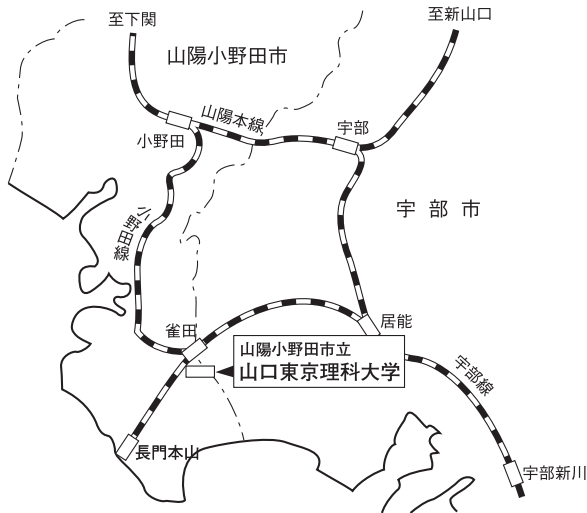 至下関
至新山口
山陽小野田市
山陽本線
小野田
宇部
宇部市
小野田線
雀田
居能
山陽小野田市立
山口東京理科大学
宇部線
長門本山
宇部新川